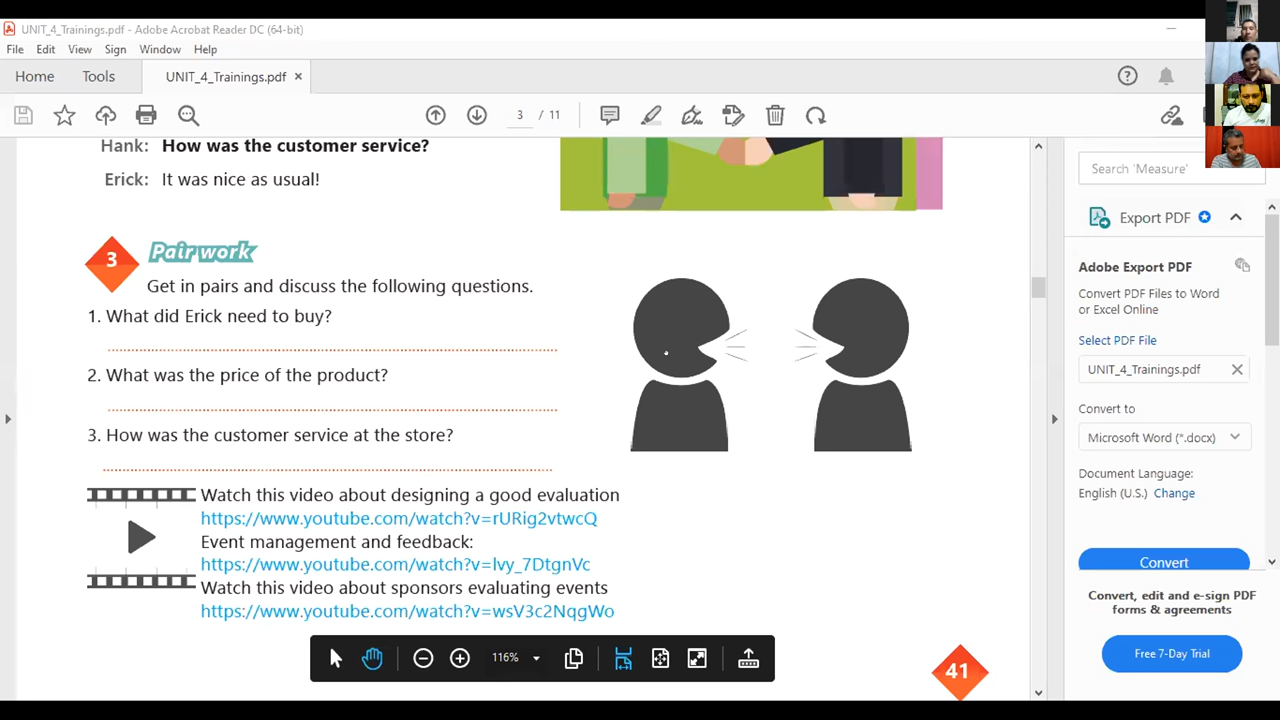 UNIT_4_Trainings.pdf - Adobe Acrobat Reader DC (64-bit)
File Edit View Sign Window Help
Home Tools UNIT_4_Trainings.pdf ×
3 / 11
Hank: How was the customer service?
Erick: It was nice as usual!
3 Pair work
Get in pairs and discuss the following questions.
1. What did Erick need to buy?
2. What was the price of the product?
3. How was the customer service at the store?
Watch this video about designing a good evaluation
https://www.youtube.com/watch?v=rURig2vtwcQ
Event management and feedback:
https://www.youtube.com/watch?v=lvy_7DtgnVc
Watch this video about sponsors evaluating events
https://www.youtube.com/watch?v=wsV3c2NqgWo
116%
41
Search 'Measure'
Export PDF
Adobe Export PDF
Convert PDF Files to Word
or Excel Online
Select PDF File
UNIT_4_Trainings.pdf
Convert to
Microsoft Word (*.docx)
Document Language:
English (U.S.) Change
Convert
Convert, edit and e-sign PDF
forms & agreements
Free 7-Day Trial